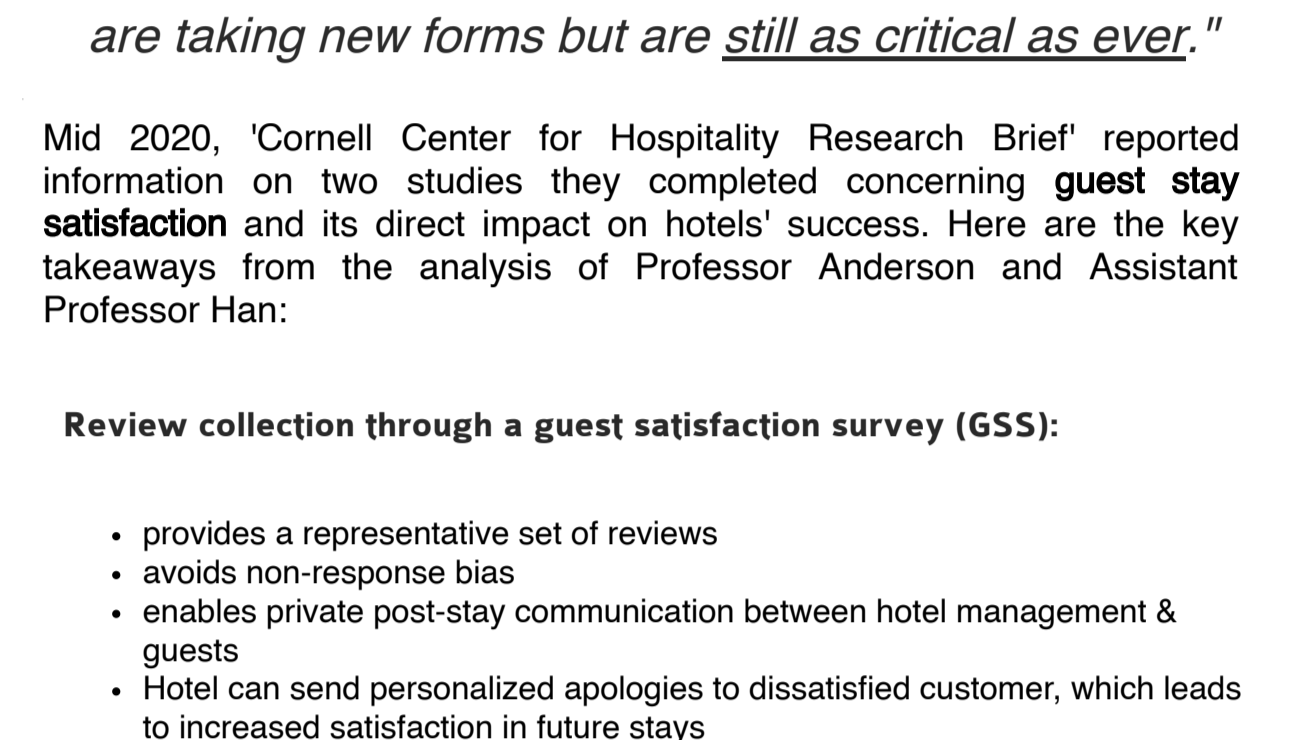 are taking new forms but are still as critical as ever."
Mid 2020, 'Cornell Center for Hospitality Research Brief' reported
information on two studies they completed concerning guest stay
satisfaction and its direct impact on hotels' success. Here are the key
takeaways from the analysis of Professor Anderson and Assistant
Professor Han:
Review collection through a guest satisfaction survey (GSS):
• provides a representative set of reviews
• avoids non-response bias
• enables private post-stay communication between hotel management &
guests
• Hotel can send personalized apologies to dissatisfied customer, which leads
to increased satisfaction in future stays